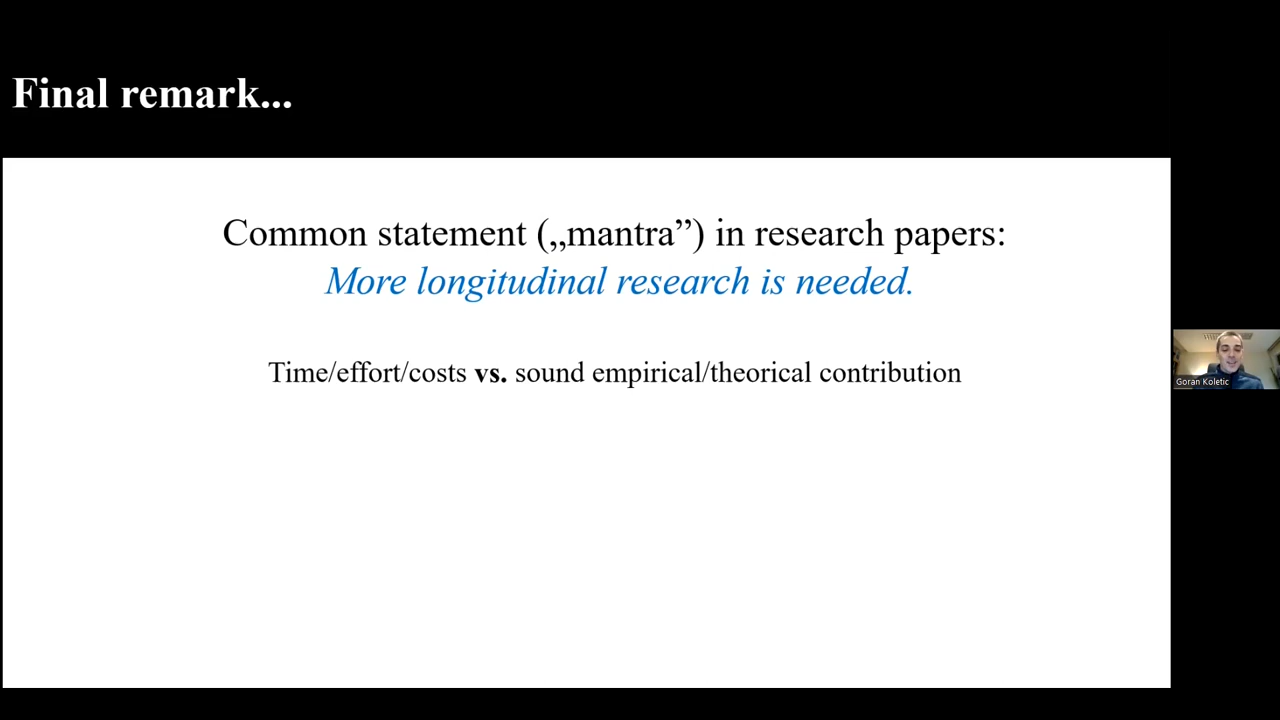 Final remark...
Common statement („mantra”) in research papers:
More longitudinal research is needed.
Time/effort/costs vs. sound empirical/theorical contribution
Goran Koletic